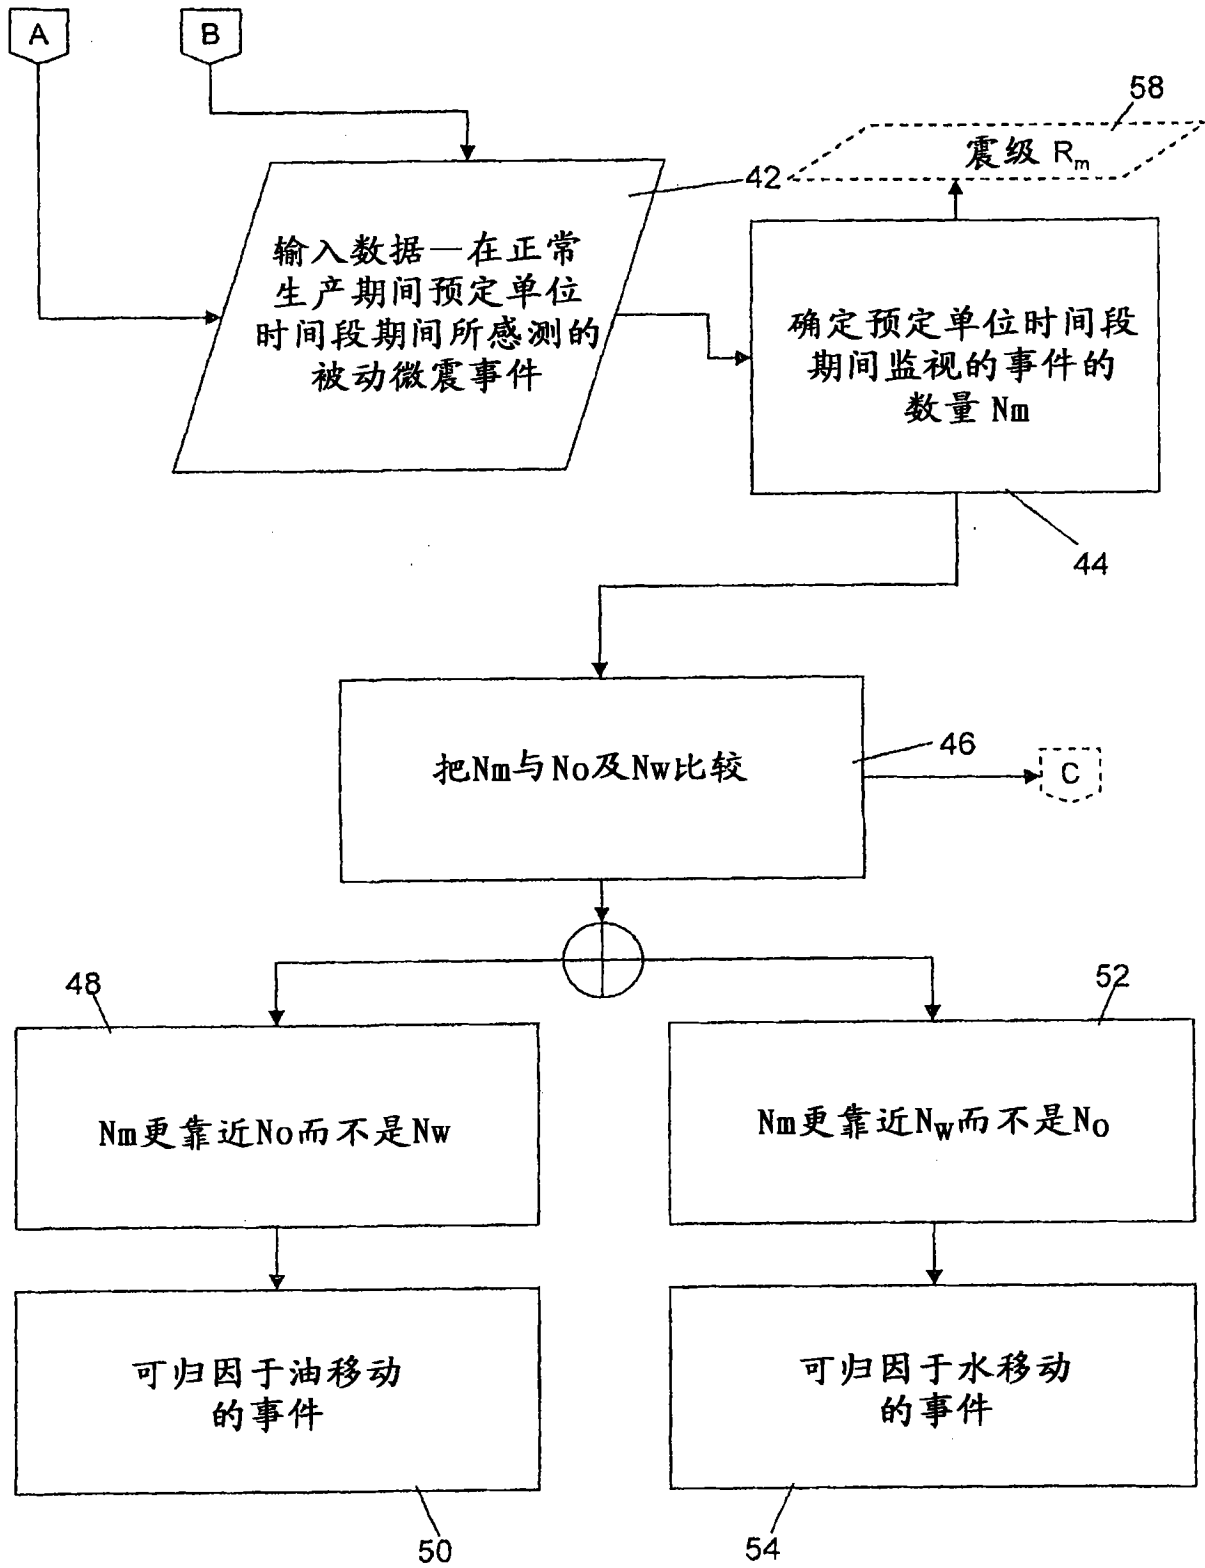 A
B
58
震级 Rm
42
输入数据一在正常
生产期间预定单位
时间段期间所感测的
被动微震事件
确定预定单位时间段
期间监视的事件的
数量 Nm
44
把Nm与No及Nw比较
46
C
48
52
Nm更靠近No而不是Nw
Nm更靠近Nw而不是No
可归因于油移动
的事件
可归因于水移动
的事件
50
54